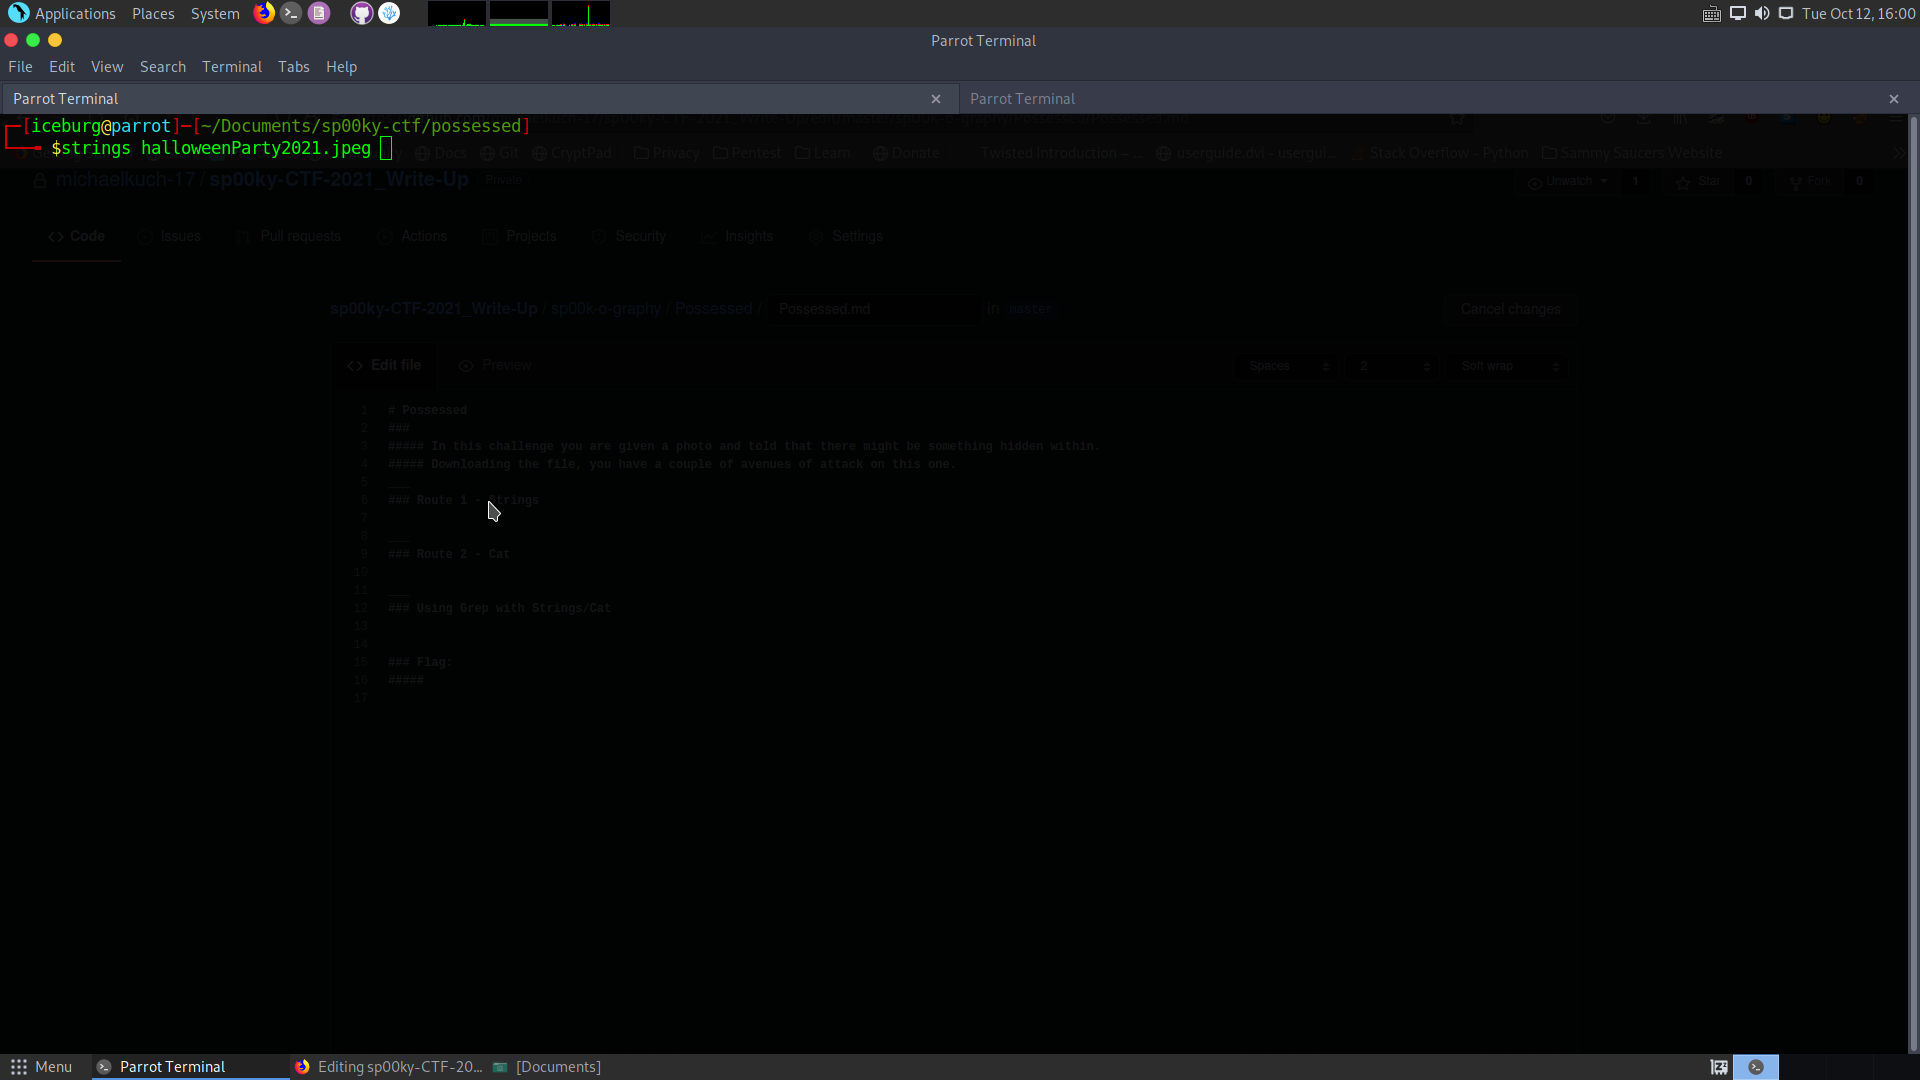 Applications Places System Tue Oct 12, 16:00
Parrot Terminal
File Edit View Search Terminal Tabs Help
Parrot Terminal Parrot Terminal
[iceburg@parrot]─[~/Documents/sp00ky-ctf/possessed]
$strings halloweenParty2021.jpeg
Docs Git CryptPad Privacy Pentest Learn Donate Twisted Introduction – ... userguide.dvi - usergui... Stack Overflow - Python Sammy Saucers Website
michaelkuch-17 / sp00ky-CTF-2021_Write-Up Private Unwatch 1 Star 0 Fork 0
Code Issues Pull requests Actions Projects Security Insights Settings
sp00ky-CTF-2021_Write-Up / sp00k-o-graphy / Possessed / Possessed.md in master Cancel changes
Edit file Preview Spaces 2 Soft wrap
1 # Possessed
2 ###
3 ##### In this challenge you are given a photo and told that there might be something hidden within.
4 ##### Downloading the file, you have a couple of avenues of attack on this one.
5 ___
6 ### Route 1 - Strings
7
8 ___
9 ### Route 2 - Cat
10
11 ___
12 ### Using Grep with Strings/Cat
13
14
15 ### Flag:
16 #####
17
Menu Parrot Terminal Editing sp00ky-CTF-20... [Documents]